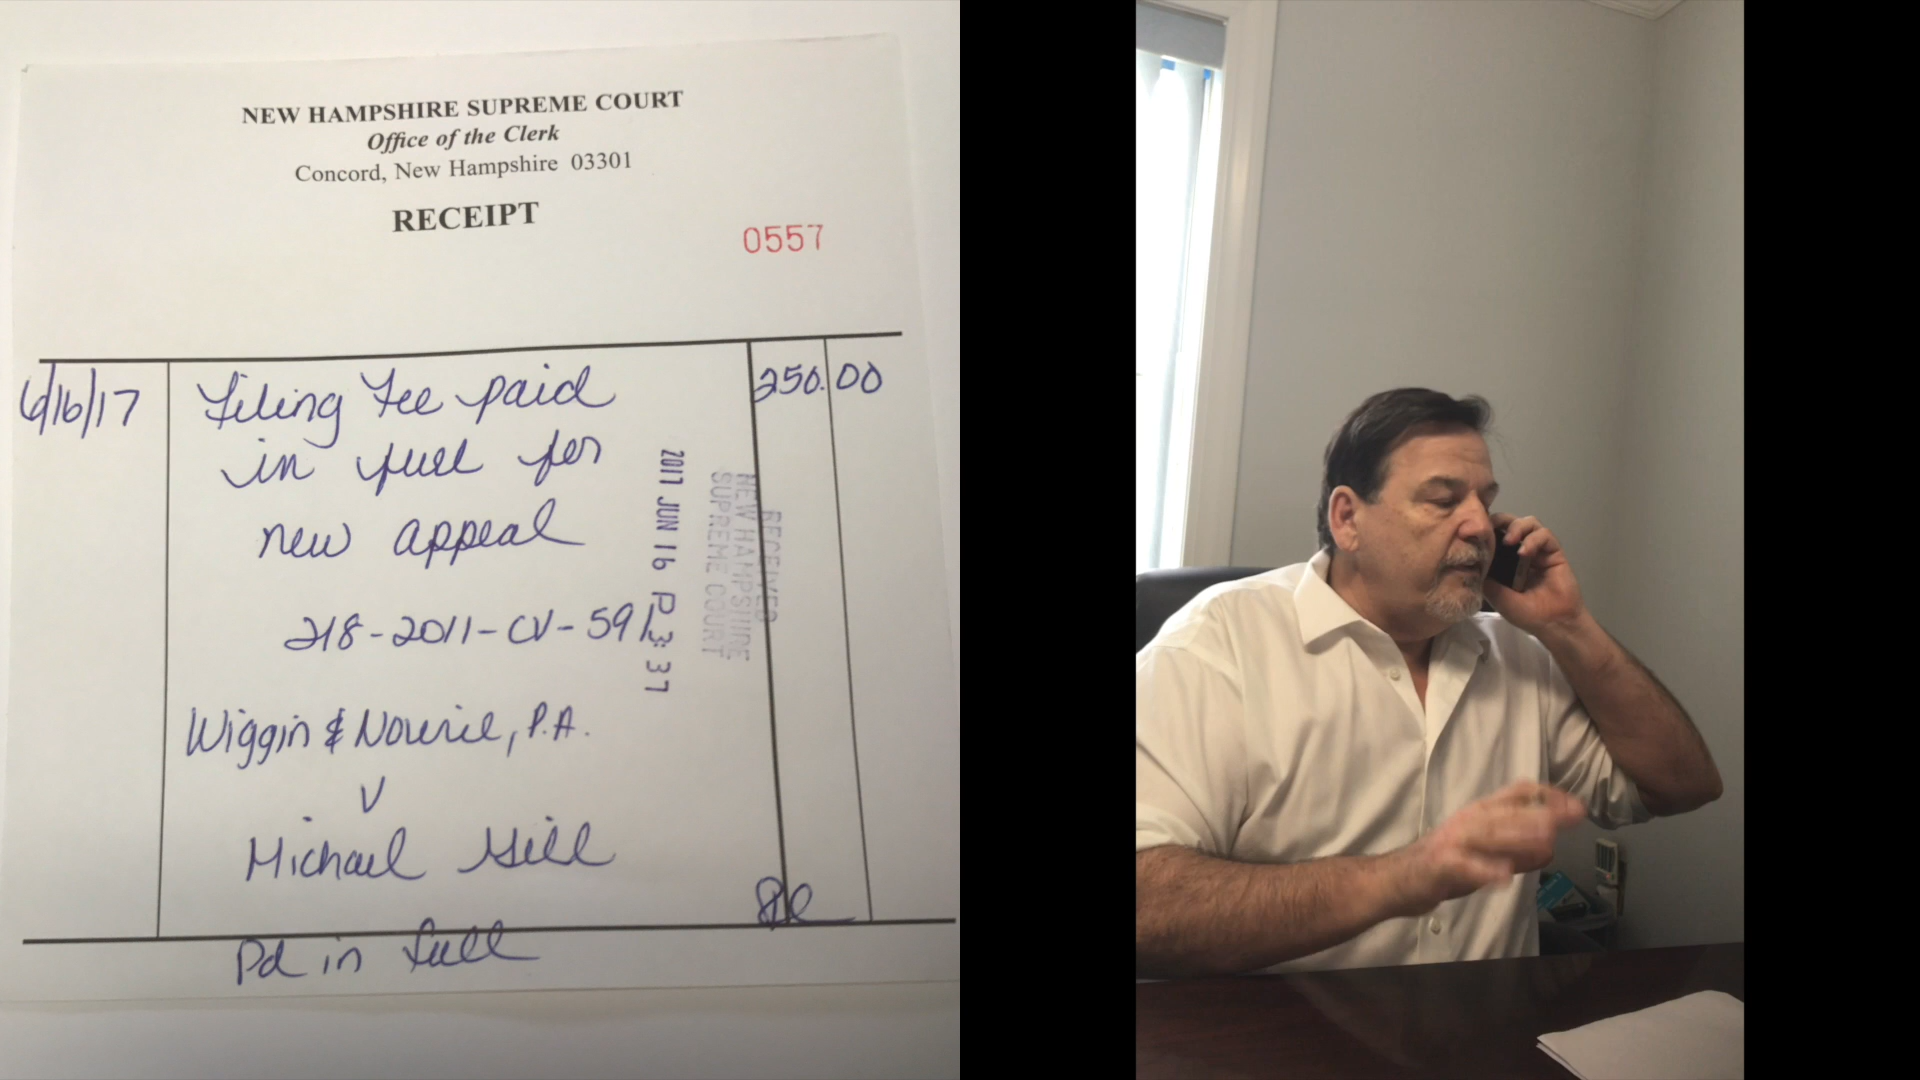 NEW HAMPSHIRE SUPREME COURT
Office of the Clerk
Concord, New Hampshire 03301
RECEIPT
0557
6/16/17 Filing Fee paid 250.00
in full for
new appeal
218-2011-CV-591
Wiggin & Nourie, P.A.
v
Michael Gill
Pd in full
2017 JUN 16 P 3: 37
RECEIVED
NEW HAMPSHIRE
SUPREME COURT